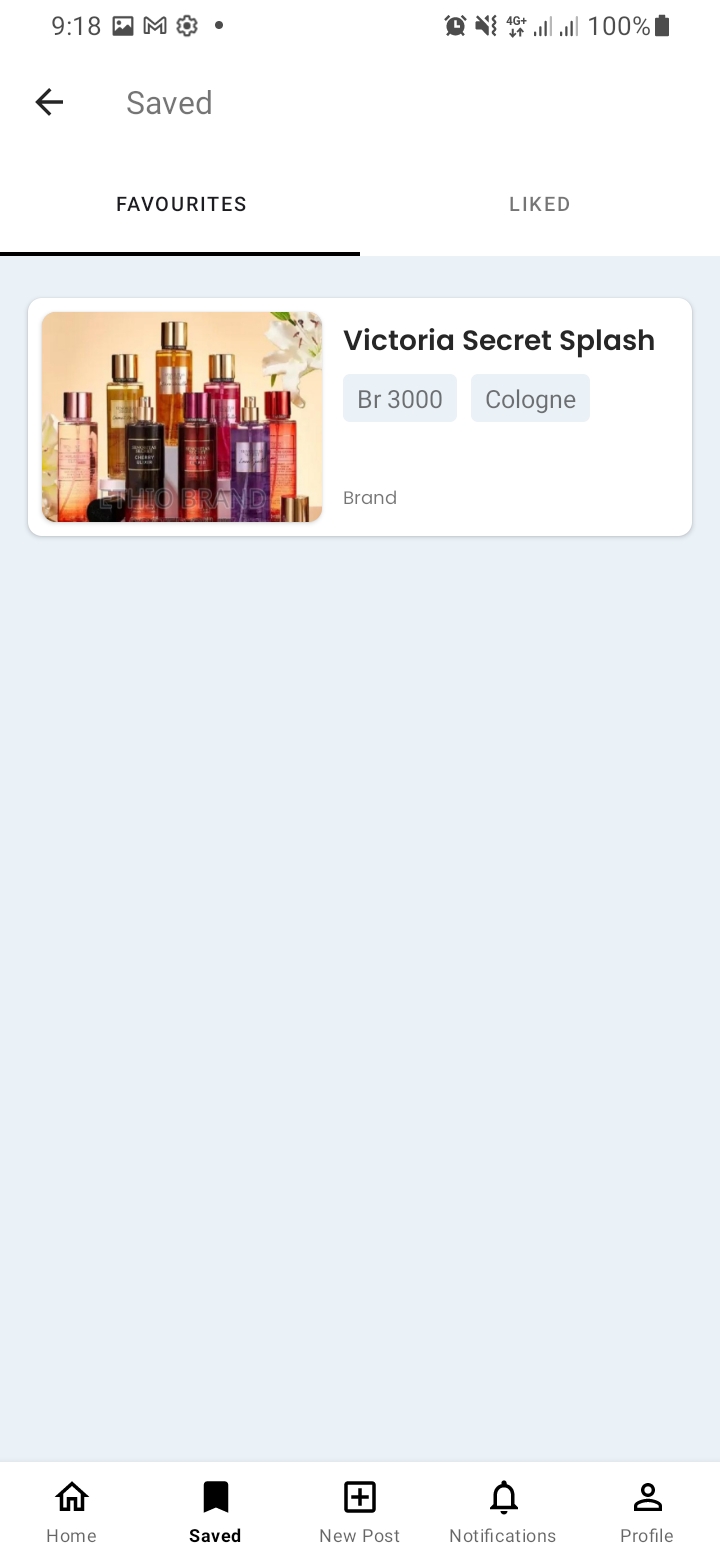 9:18
4G+
100%
Saved
FAVOURITES
LIKED
Victoria Secret Splash
Br 3000
Cologne
ETHIO BRAND
Brand
Home
Saved
New Post
Notifications
Profile